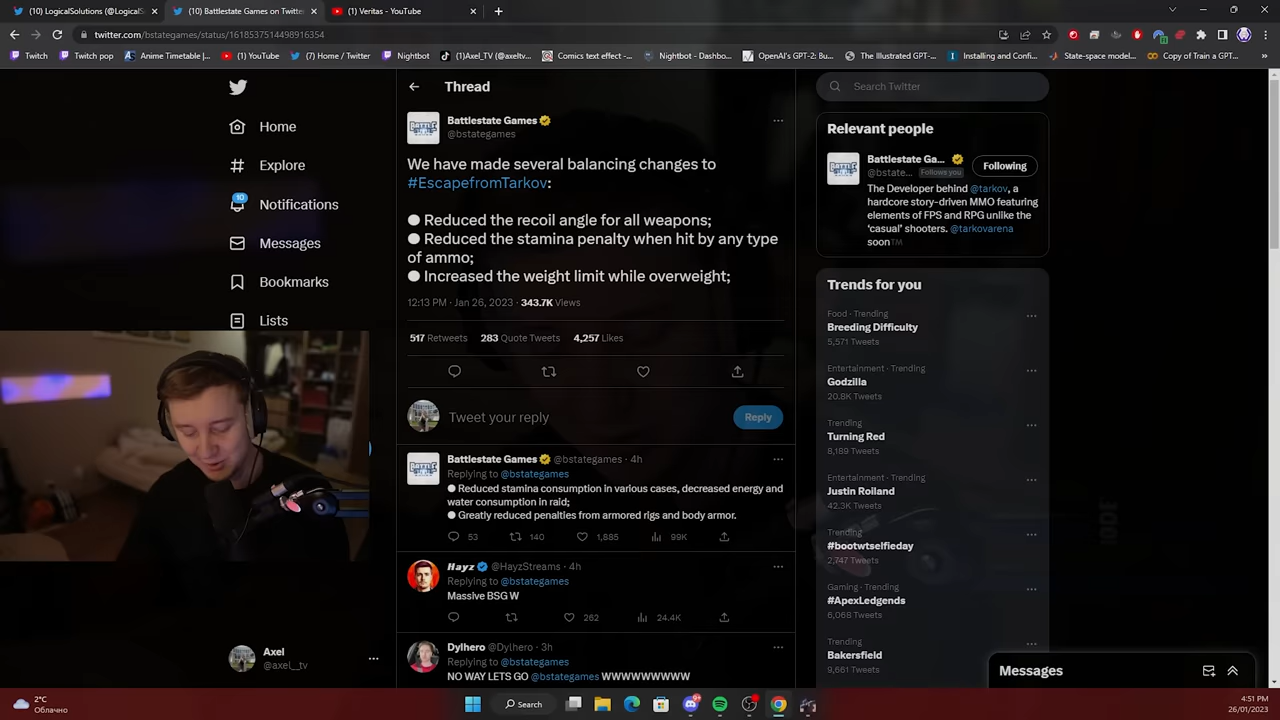 (10) LogicalSolutions (@LogicalS
(10) Battlestate Games on Twitte
(1) Veritas - YouTube
twitter.com/bstategames/status/1618537514498916354
Twitch
Twitch pop
Anime Timetable |...
(1) YouTube
(7) Home / Twitter
Nightbot
(1)Axel_TV (@axeltv...
Comics text effect -...
Nightbot - Dashbo...
OpenAI's GPT-2: Bu...
The Illustrated GPT-...
Installing and Confi...
State-space model...
Copy of Train a GPT...
Home
Explore
10
Notifications
Messages
Bookmarks
Lists
Axel
@axel__tv
Thread
Battlestate Games
@bstategames
We have made several balancing changes to
#EscapefromTarkov:
● Reduced the recoil angle for all weapons;
● Reduced the stamina penalty when hit by any type
of ammo;
● Increased the weight limit while overweight;
12:13 PM · Jan 26, 2023 · 343.7K Views
517 Retweets 283 Quote Tweets 4,257 Likes
Tweet your reply
Reply
Battlestate Games @bstategames · 4h
Replying to @bstategames
● Reduced stamina consumption in various cases, decreased energy and
water consumption in raid;
● Greatly reduced penalties from armored rigs and body armor.
53 140 1,885 99K
Hayz @HayzStreams · 4h
Replying to @bstategames
Massive BSG W
262 24.4K
Dylhero @Dylhero · 3h
Replying to @bstategames
NO WAY LETS GO @bstategames WWWWWWWWW
Search Twitter
Relevant people
Battlestate Ga...
@bstate... Follows you
Following
The Developer behind @tarkov, a
hardcore story-driven MMO featuring
elements of FPS and RPG unlike the
'casual' shooters. @tarkovarena
soon™
Trends for you
Food · Trending
Breeding Difficulty
5,571 Tweets
Entertainment · Trending
Godzilla
20.8K Tweets
Trending
Turning Red
8,189 Tweets
Entertainment · Trending
Justin Roiland
42.3K Tweets
Trending
#bootwtselfieday
2,747 Tweets
Gaming · Trending
#ApexLedgends
6,068 Tweets
Trending
Bakersfield
9,661 Tweets
Messages
2°C
Облачно
Search
4:51 PM
26/01/2023